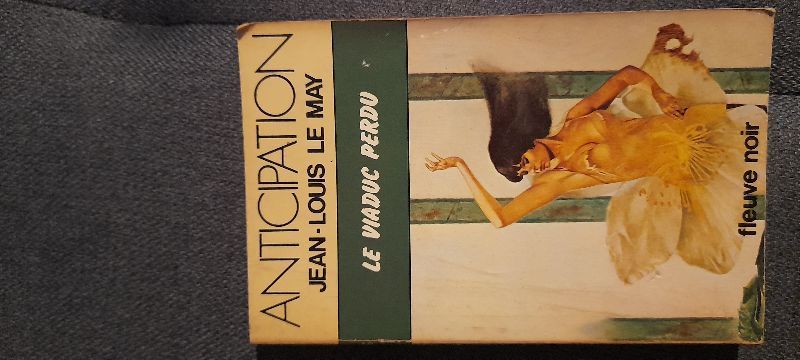 ANTICIPATION
JEAN-LOUIS LE MAY
LE VIADUC PERDU
fleuve noir